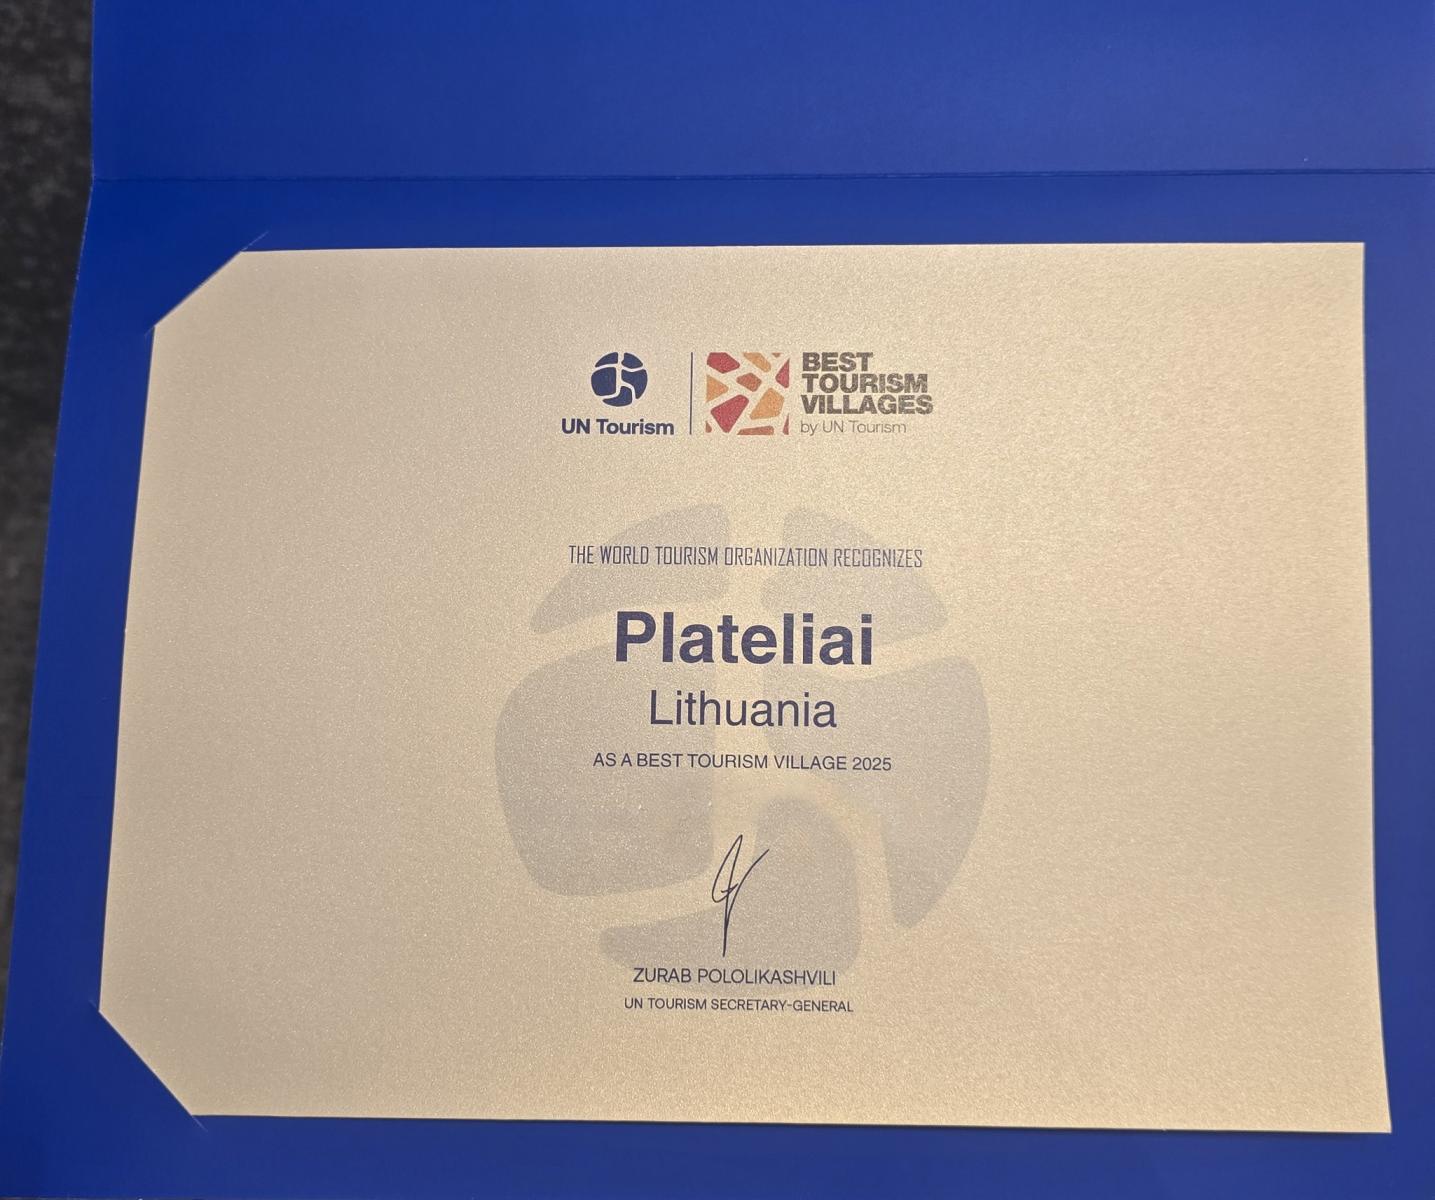 UN Tourism
BEST
TOURISM
VILLAGES
by UN Tourism
THE WORLD TOURISM ORGANIZATION RECOGNIZES
Plateliai
Lithuania
AS A BEST TOURISM VILLAGE 2025
ZURAB POLOLIKASHVILI
UN TOURISM SECRETARY-GENERAL